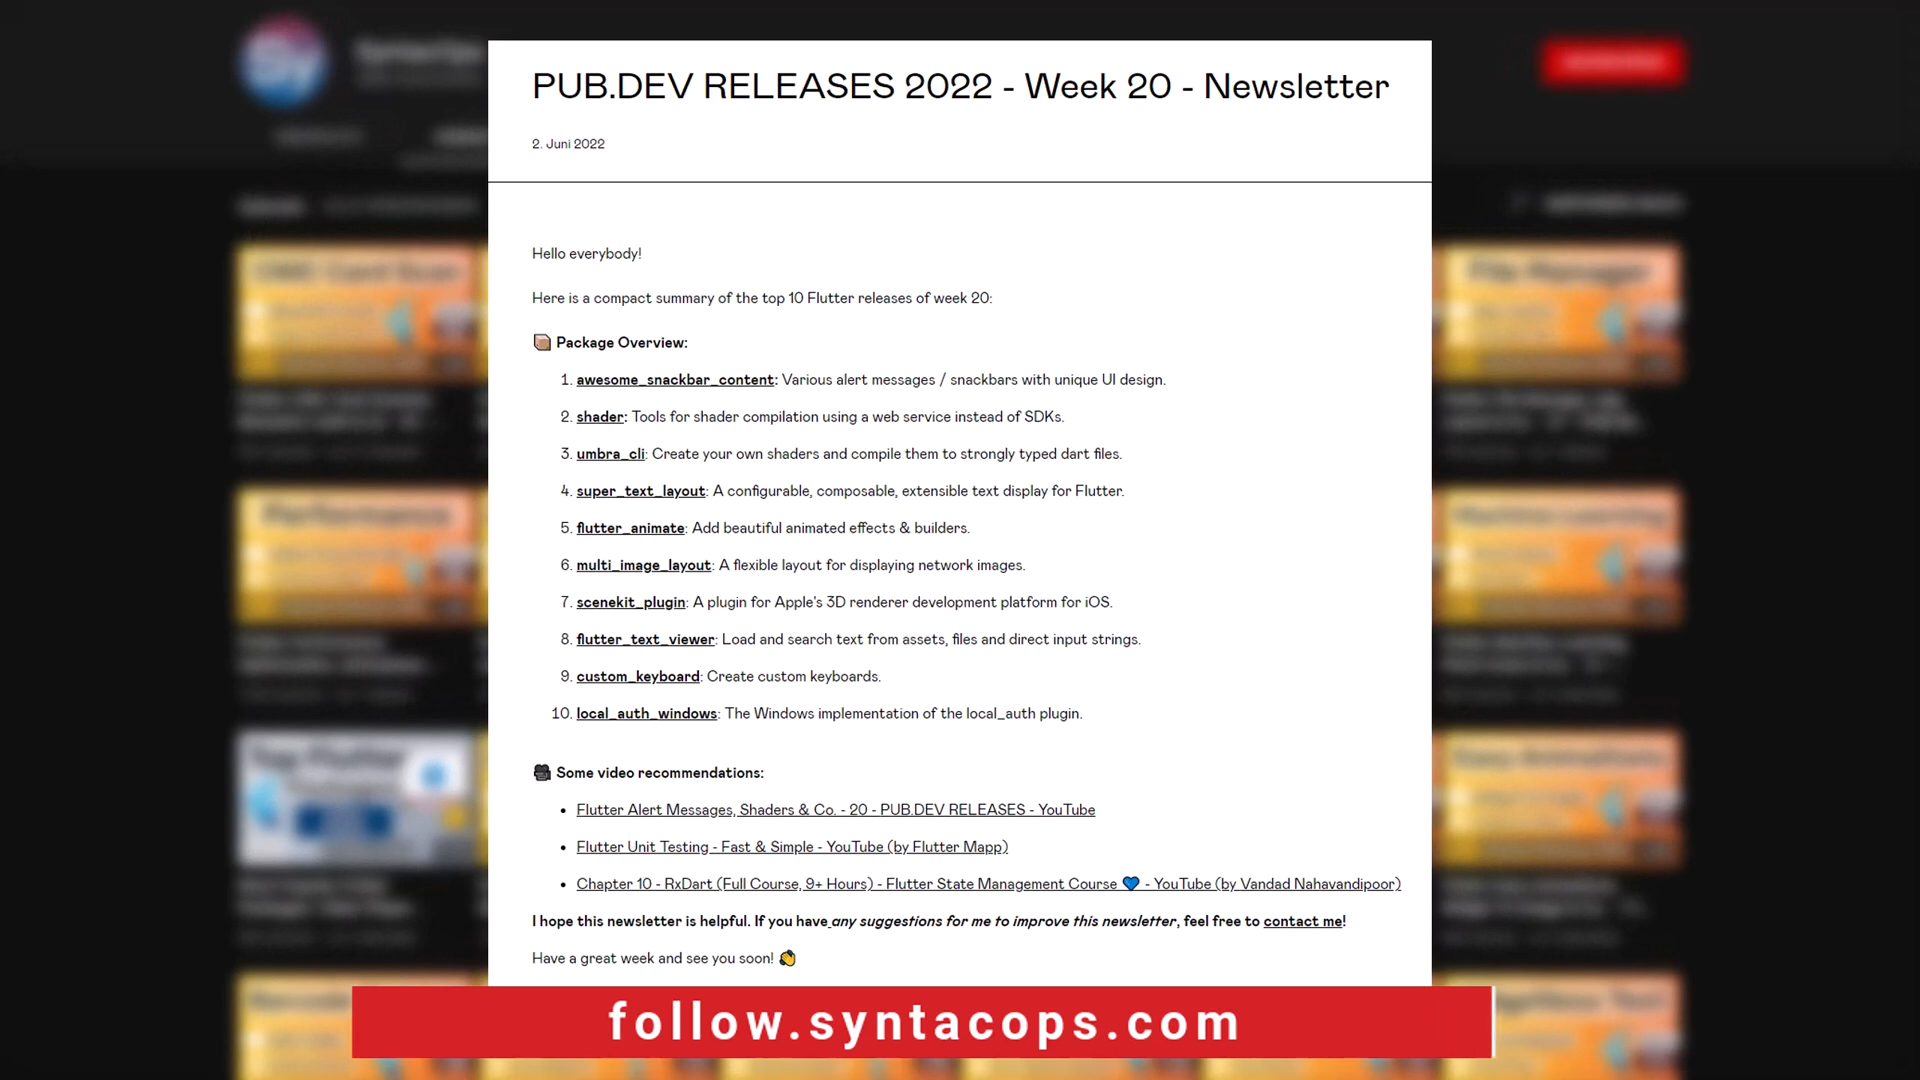 PUB.DEV RELEASES 2022 - Week 20 - Newsletter
2. Juni 2022
Hello everybody!
Here is a compact summary of the top 10 Flutter releases of week 20:
📦 Package Overview:
1. awesome_snackbar_content: Various alert messages / snackbars with unique UI design.
2. shader: Tools for shader compilation using a web service instead of SDKs.
3. umbra_cli: Create your own shaders and compile them to strongly typed dart files.
4. super_text_layout: A configurable, composable, extensible text display for Flutter.
5. flutter_animate: Add beautiful animated effects & builders.
6. multi_image_layout: A flexible layout for displaying network images.
7. scenekit_plugin: A plugin for Apple's 3D renderer development platform for iOS.
8. flutter_text_viewer: Load and search text from assets, files and direct input strings.
9. custom_keyboard: Create custom keyboards.
10. local_auth_windows: The Windows implementation of the local_auth plugin.
🎥 Some video recommendations:
• Flutter Alert Messages, Shaders & Co. - 20 - PUB.DEV RELEASES - YouTube
• Flutter Unit Testing - Fast & Simple - YouTube (by Flutter Mapp)
• Chapter 10 - RxDart (Full Course, 9+ Hours) - Flutter State Management Course 💙 - YouTube (by Vandad Nahavandipoor)
I hope this newsletter is helpful. If you have any suggestions for me to improve this newsletter, feel free to contact me!
Have a great week and see you soon! 👋
follow.syntacops.com
File Manager
Performance
Machine Learning
Easy Animations
Top Flutter